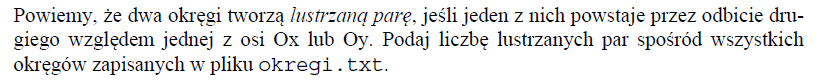 Powiemy, że dwa okręgi tworzą lustrzaną parę, jeśli jeden z nich powstaje przez odbicie dru-
giego względem jednej z osi Ox lub Oy. Podaj liczbę lustrzanych par spośród wszystkich
okręgów zapisanych w pliku okregi.txt.